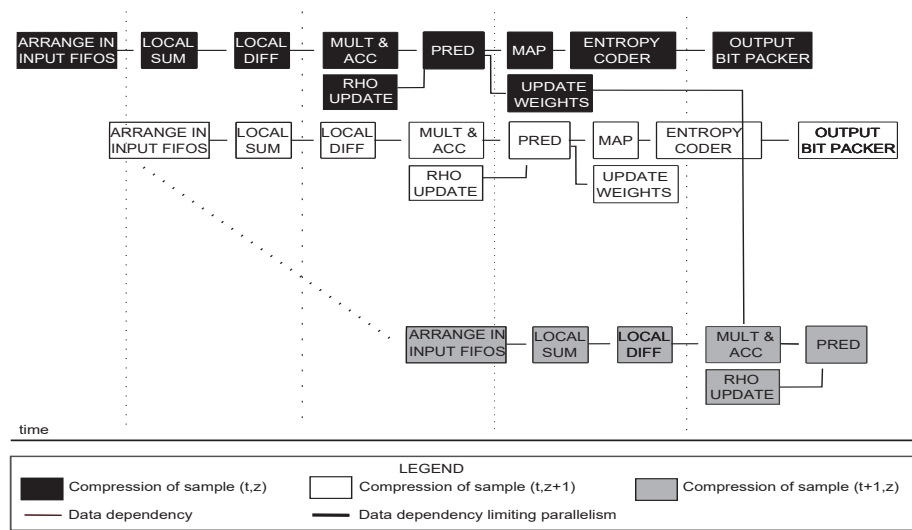 ARRANGE IN
INPUT FIFOS
LOCAL
SUM
LOCAL
DIFF
MULT &
ACC
PRED
MAP
ENTROPY
CODER
OUTPUT
BIT PACKER
RHO
UPDATE
UPDATE
WEIGHTS
ARRANGE IN
INPUT FIFOS
LOCAL
SUM
LOCAL
DIFF
MULT &
ACC
PRED
MAP
ENTROPY
CODER
OUTPUT
BIT PACKER
RHO
UPDATE
UPDATE
WEIGHTS
ARRANGE IN
INPUT FIFOS
LOCAL
SUM
LOCAL
DIFF
MULT &
ACC
PRED
RHO
UPDATE
time
LEGEND
Compression of sample (t,z)
Compression of sample (t,z+1)
Compression of sample (t+1,z)
Data dependency
Data dependency limiting parallelism